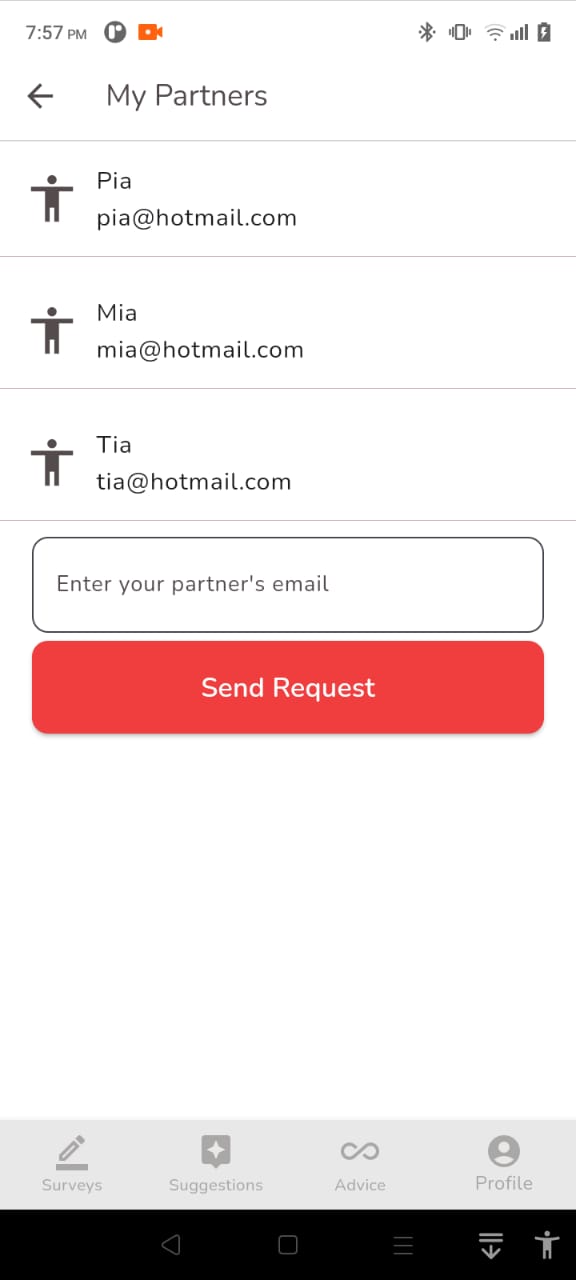 7:57 PM
My Partners
Pia
pia@hotmail.com
Mia
mia@hotmail.com
Tia
tia@hotmail.com
Enter your partner's email
Send Request
Surveys
Suggestions
Advice
Profile